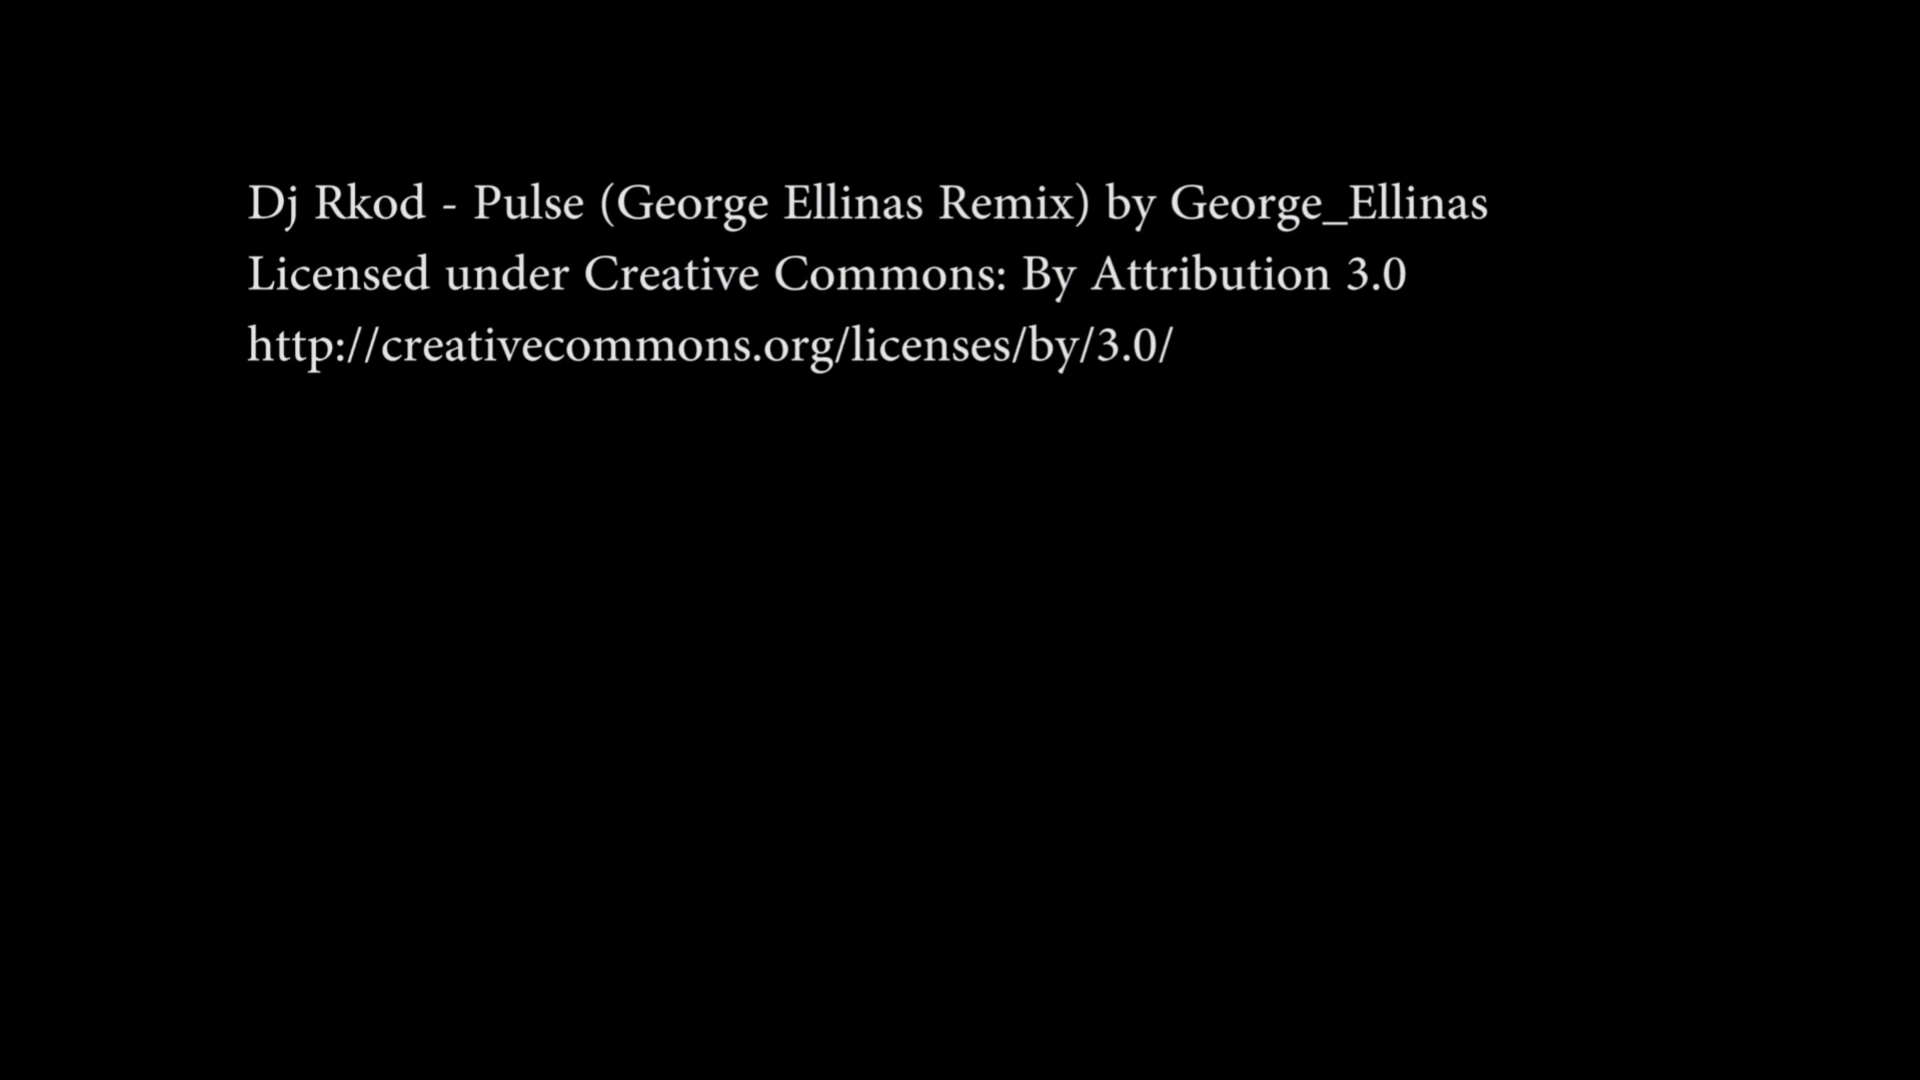 Dj Rkod - Pulse (George Ellinas Remix) by George_Ellinas
Licensed under Creative Commons: By Attribution 3.0
http://creativecommons.org/licenses/by/3.0/